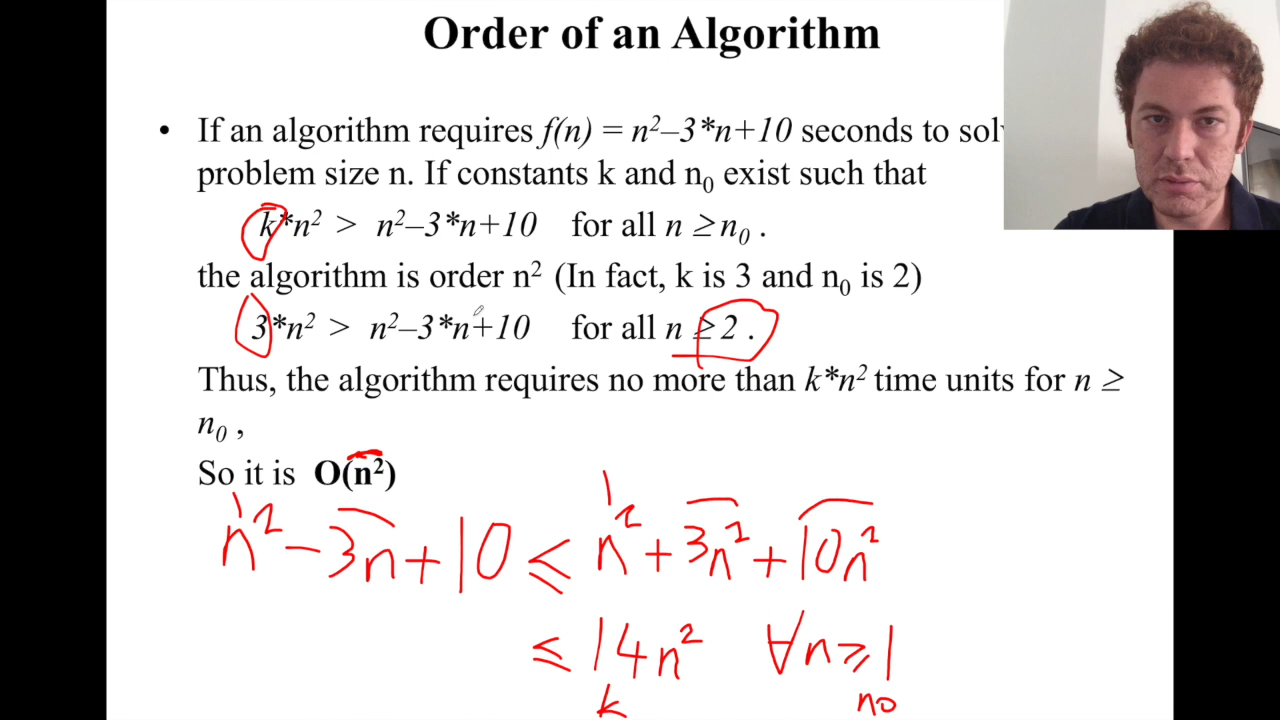 Order of an Algorithm
• If an algorithm requires f(n) = n²–3*n+10 seconds to
problem size n. If constants k and n₀ exist such that
k*n² > n²–3*n+10 for all n ≥n₀ .
the algorithm is order n² (In fact, k is 3 and n₀ is 2)
3*n² > n²–3*n+10 for all n ≥ 2 .
Thus, the algorithm requires no more than k*n² time units for n ≥
n₀ ,
So it is O(n²)
n² – 3n + 10 ≤ n² + 3n² + 10n²
≤ 14n² ∀n ≥ 1
k n0